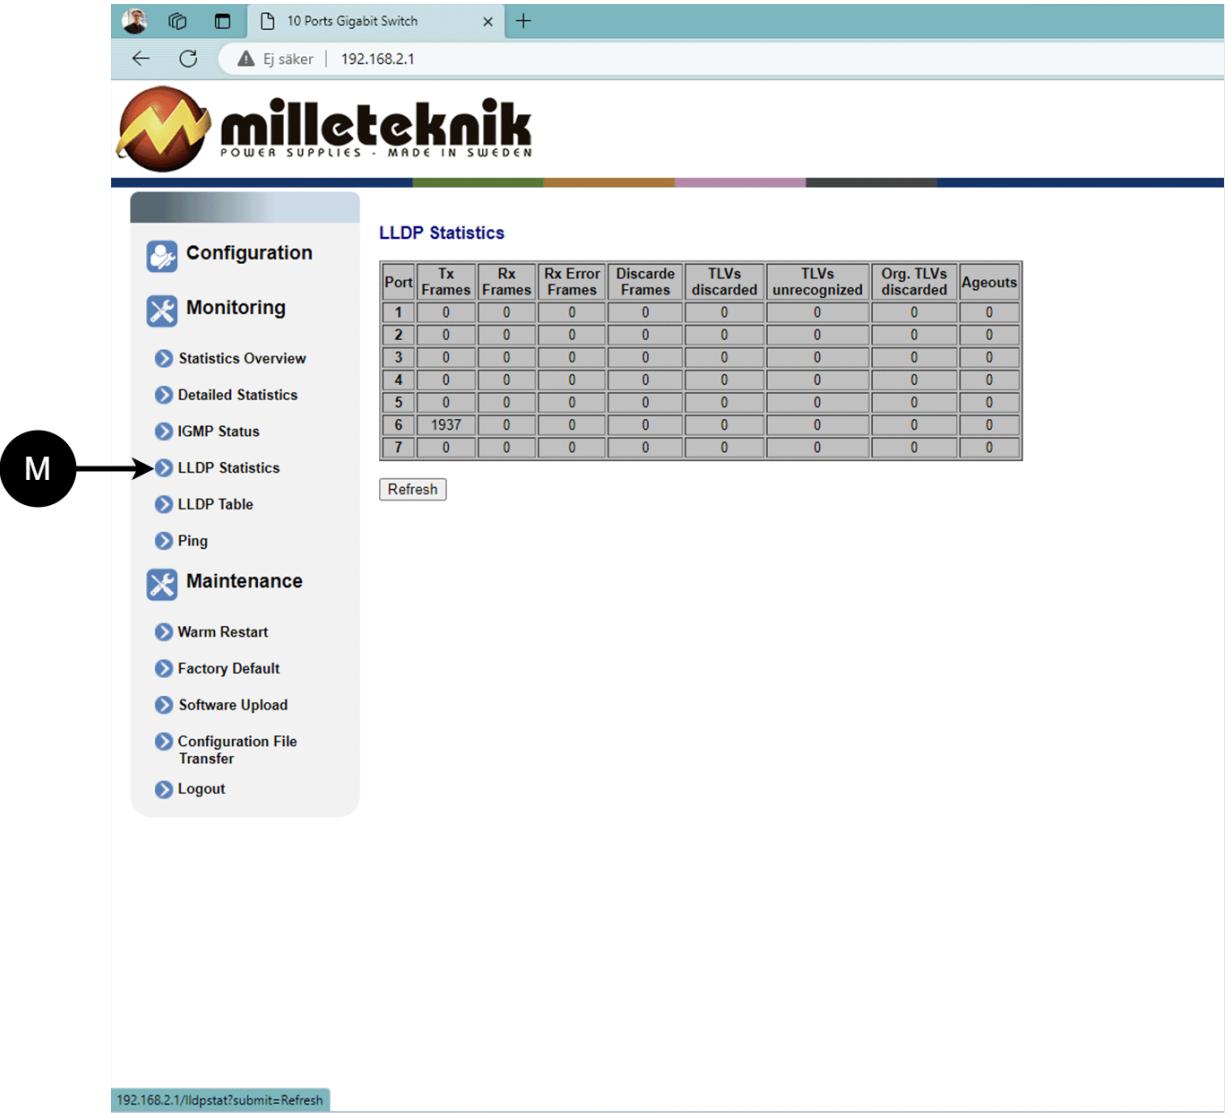 10 Ports Gigabit Switch
Ej säker | 192.168.2.1
milleteknik
POWER SUPPLIES - MADE IN SWEDEN
Configuration
Monitoring
Statistics Overview
Detailed Statistics
IGMP Status
M
LLDP Statistics
LLDP Table
Ping
Maintenance
Warm Restart
Factory Default
Software Upload
Configuration File
Transfer
Logout
LLDP Statistics
Port Tx Frames Rx Frames Rx Error Frames Discarde Frames TLVs discarded TLVs unrecognized Org. TLVs discarded Ageouts
1 0 0 0 0 0 0 0 0
2 0 0 0 0 0 0 0 0
3 0 0 0 0 0 0 0 0
4 0 0 0 0 0 0 0 0
5 0 0 0 0 0 0 0 0
6 1937 0 0 0 0 0 0 0
7 0 0 0 0 0 0 0 0
Refresh
192.168.2.1/lldpstat?submit=Refresh